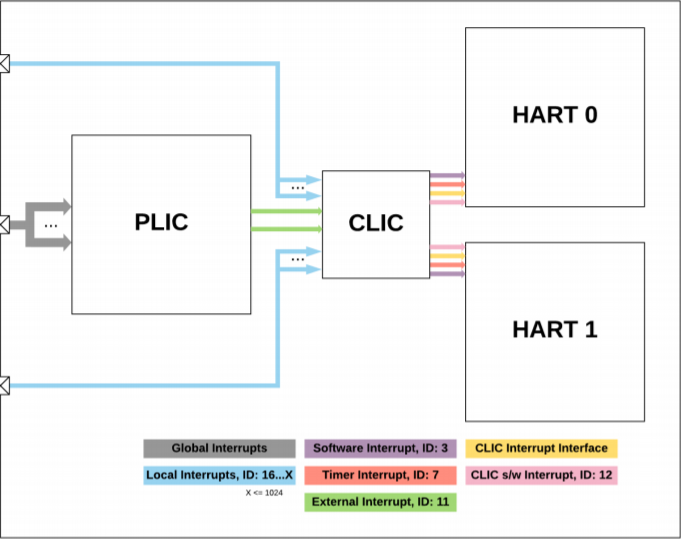 HART 0
...
...
PLIC
CLIC
...
HART 1
Global Interrupts
Software Interrupt, ID: 3
CLIC Interrupt Interface
Local Interrupts, ID: 16...X
Timer Interrupt, ID: 7
CLIC s/w Interrupt, ID: 12
X <= 1024
External Interrupt, ID: 11